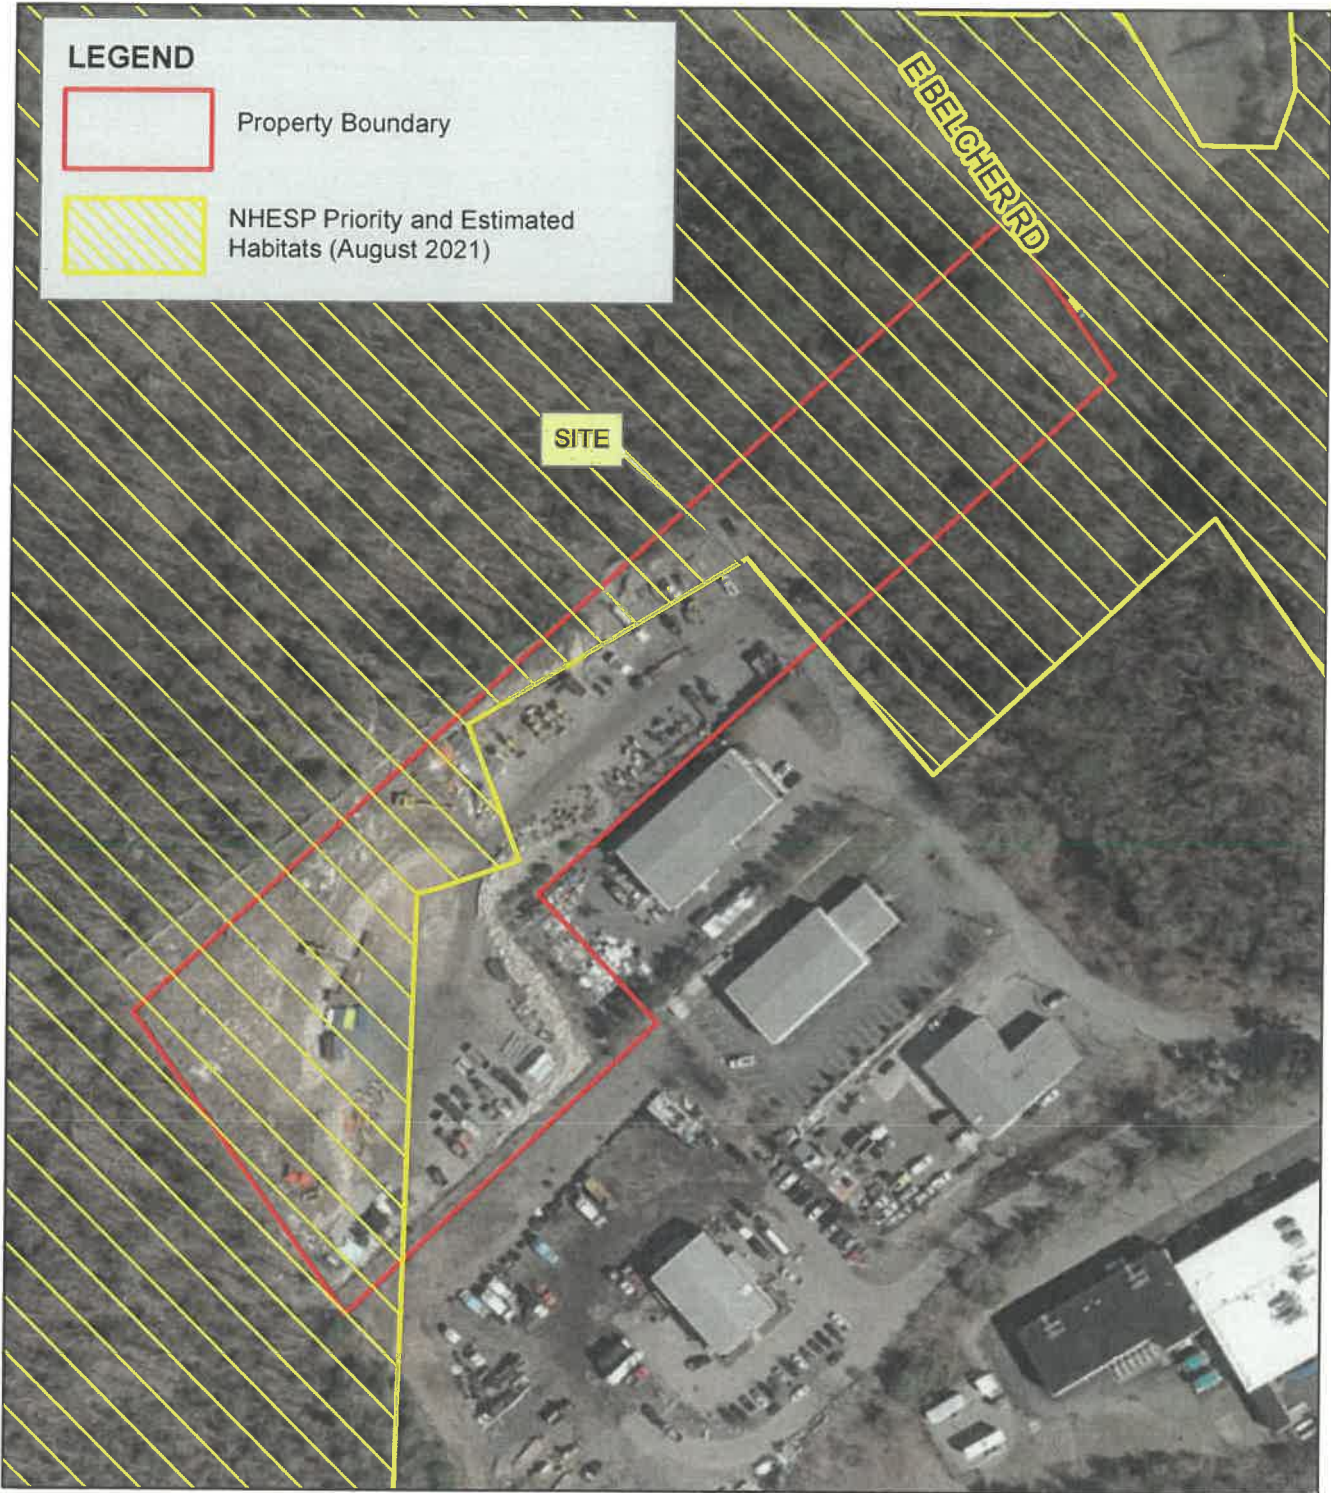 LEGEND
Property Boundary
NHESP Priority and Estimated
Habitats (August 2021)
E BELCHER RD
SITE